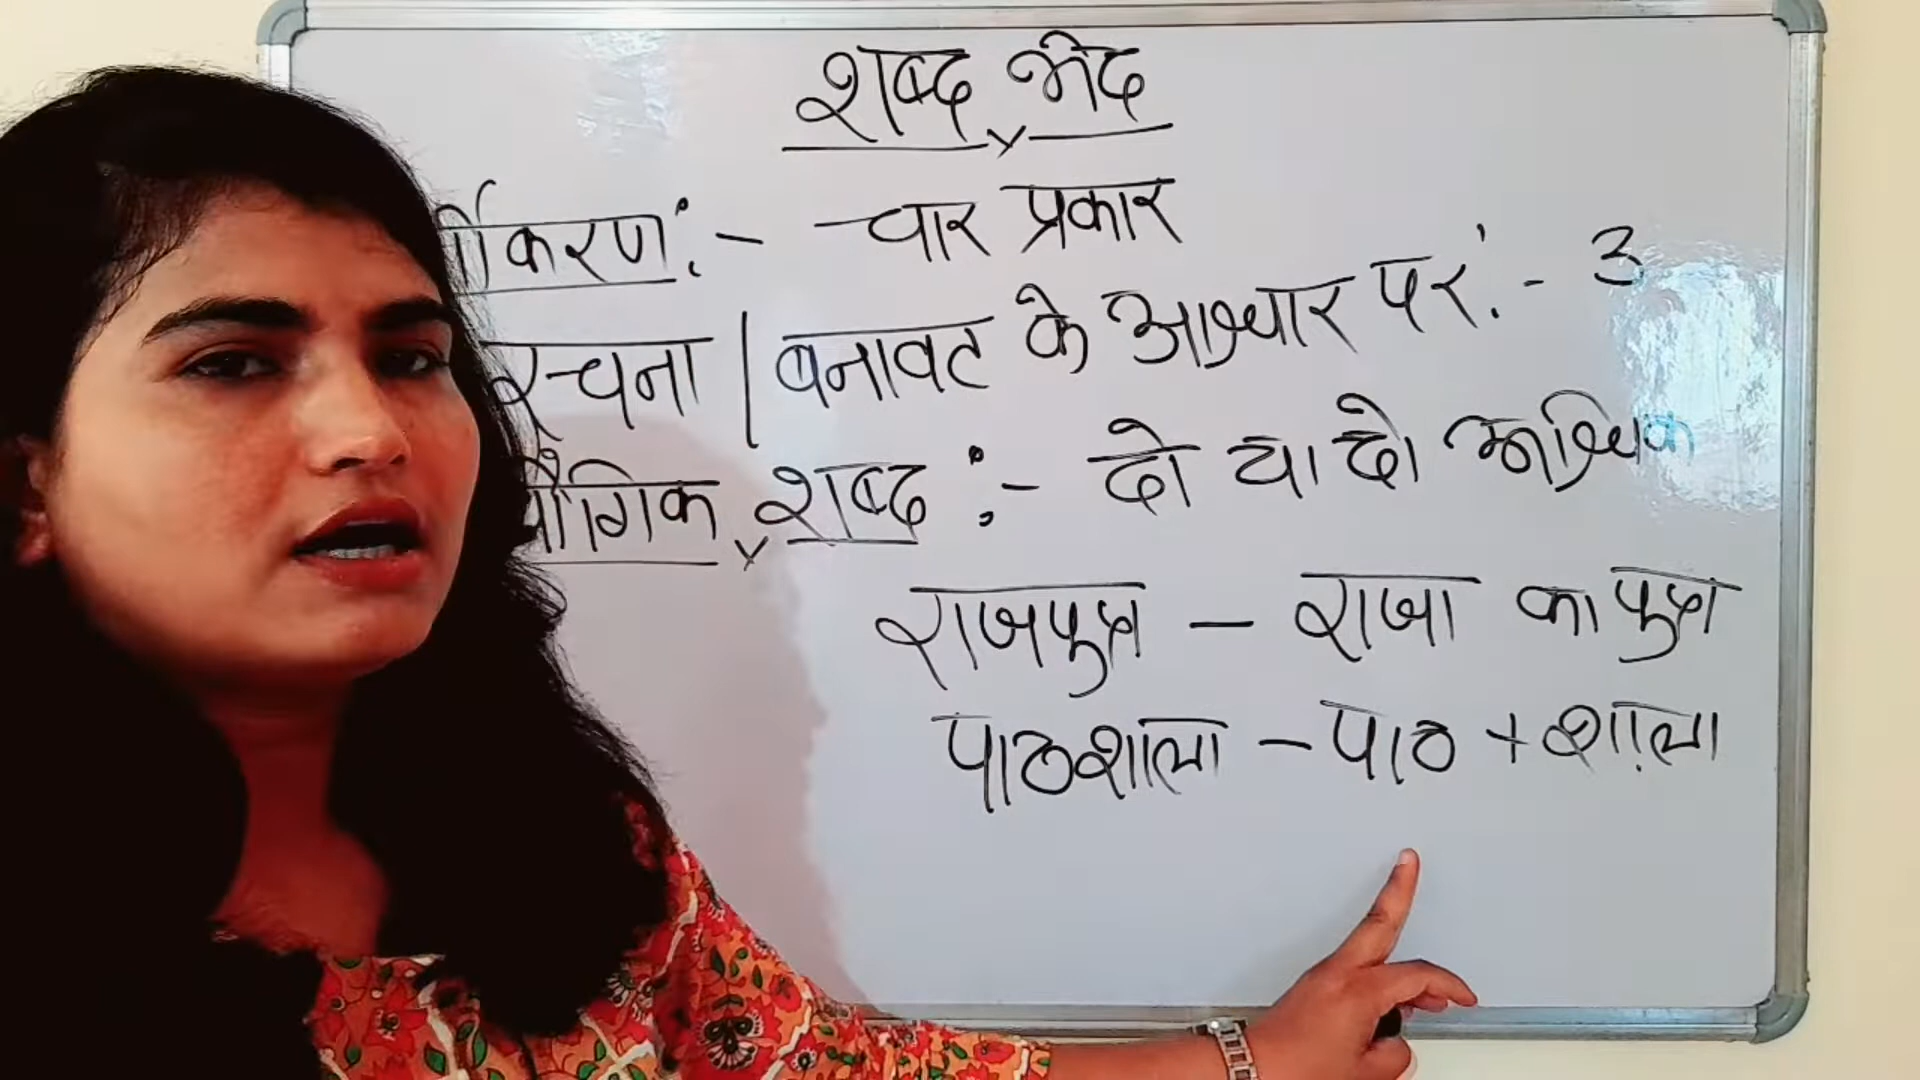 शब्द भेद
र्गीकरण :- चार प्रकार
रचना | बनावट के आधार पर :- 3
यौगिक शब्द :- दो या दो अधिक
राजपुत्र - राजा का पुत्र
पाठशाला - पाठ + शाला